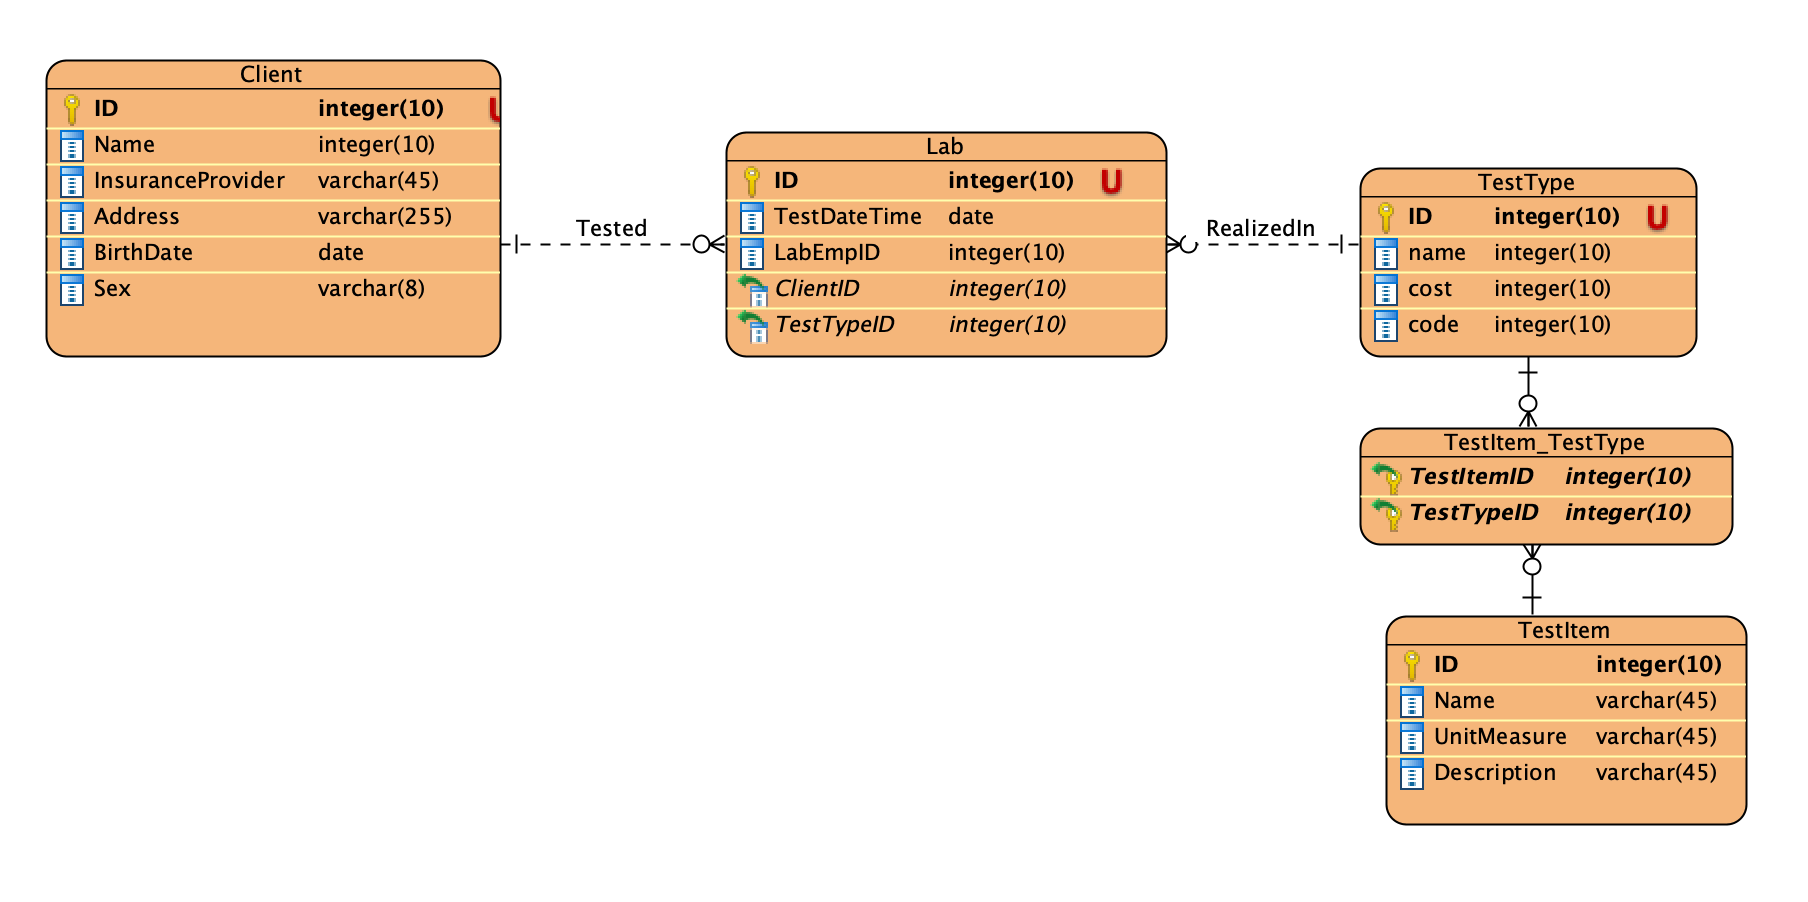 Client
ID integer(10) U
Name integer(10)
InsuranceProvider varchar(45)
Address varchar(255)
BirthDate date
Sex varchar(8)
Tested
Lab
ID integer(10) U
TestDateTime date
LabEmpID integer(10)
ClientID integer(10)
TestTypeID integer(10)
RealizedIn
TestType
ID integer(10) U
name integer(10)
cost integer(10)
code integer(10)
TestItem_TestType
TestItemID integer(10)
TestTypeID integer(10)
TestItem
ID integer(10)
Name varchar(45)
UnitMeasure varchar(45)
Description varchar(45)